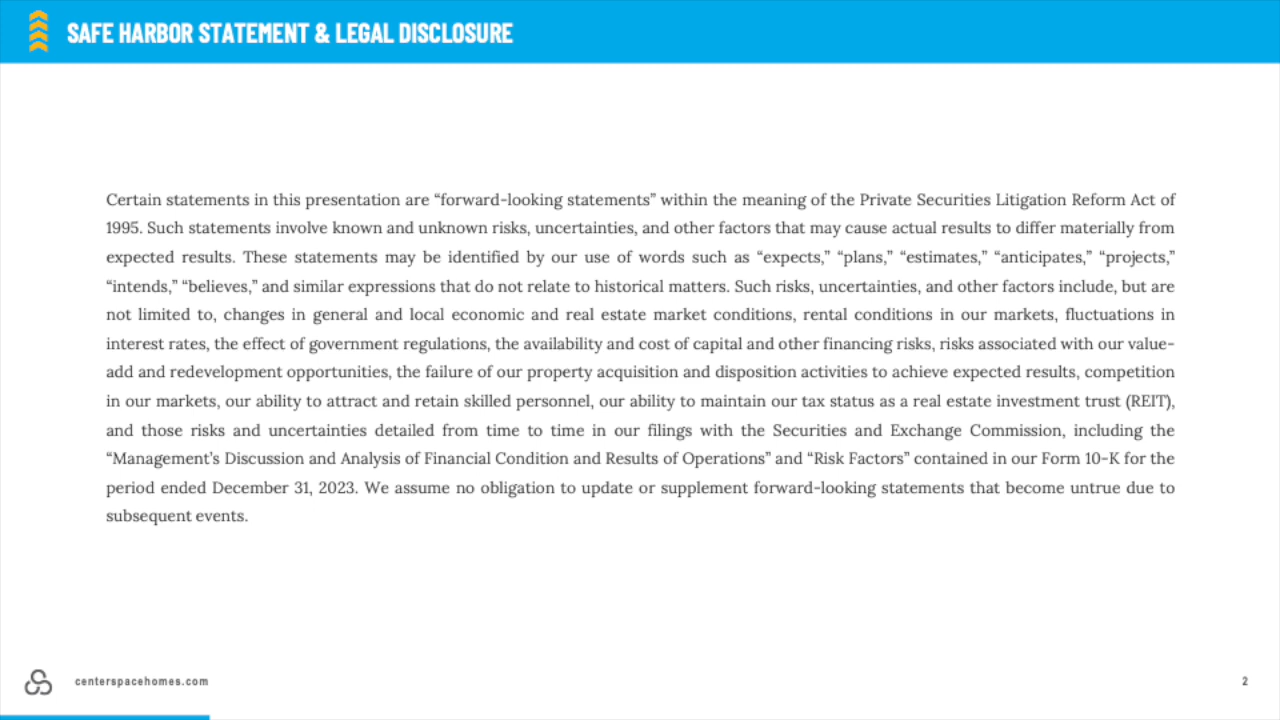 SAFE HARBOR STATEMENT & LEGAL DISCLOSURE
Certain statements in this presentation are “forward-looking statements” within the meaning of the Private Securities Litigation Reform Act of
1995. Such statements involve known and unknown risks, uncertainties, and other factors that may cause actual results to differ materially from
expected results. These statements may be identified by our use of words such as “expects,” “plans,” “estimates,” “anticipates,” “projects,”
“intends,” “believes,” and similar expressions that do not relate to historical matters. Such risks, uncertainties, and other factors include, but are
not limited to, changes in general and local economic and real estate market conditions, rental conditions in our markets, fluctuations in
interest rates, the effect of government regulations, the availability and cost of capital and other financing risks, risks associated with our value-
add and redevelopment opportunities, the failure of our property acquisition and disposition activities to achieve expected results, competition
in our markets, our ability to attract and retain skilled personnel, our ability to maintain our tax status as a real estate investment trust (REIT),
and those risks and uncertainties detailed from time to time in our filings with the Securities and Exchange Commission, including the
“Management’s Discussion and Analysis of Financial Condition and Results of Operations” and “Risk Factors” contained in our Form 10-K for the
period ended December 31, 2023. We assume no obligation to update or supplement forward-looking statements that become untrue due to
subsequent events.
centerspacehomes.com
2